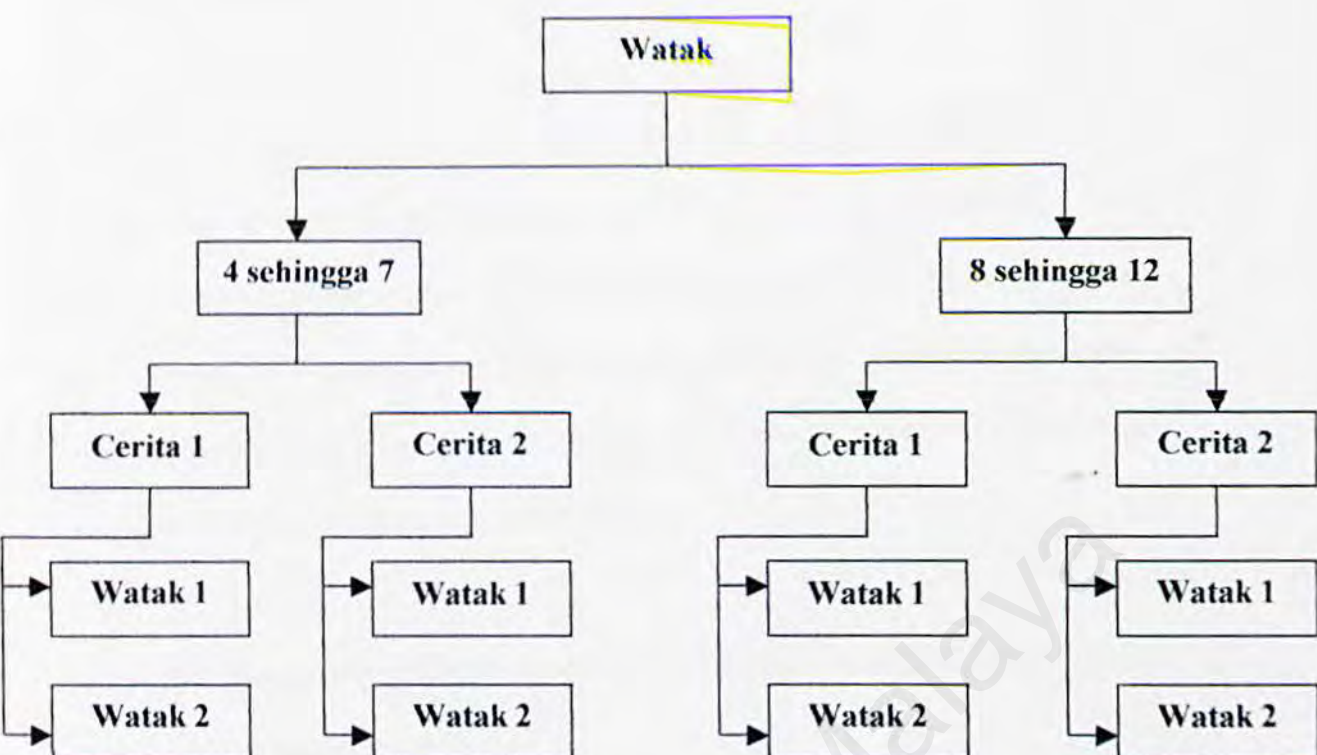 Watak
4 sehingga 7
8 sehingga 12
Cerita 1
Cerita 2
Cerita 1
Cerita 2
Watak 1
Watak 1
Watak 1
Watak 1
Watak 2
Watak 2
Watak 2
Watak 2
Malaya